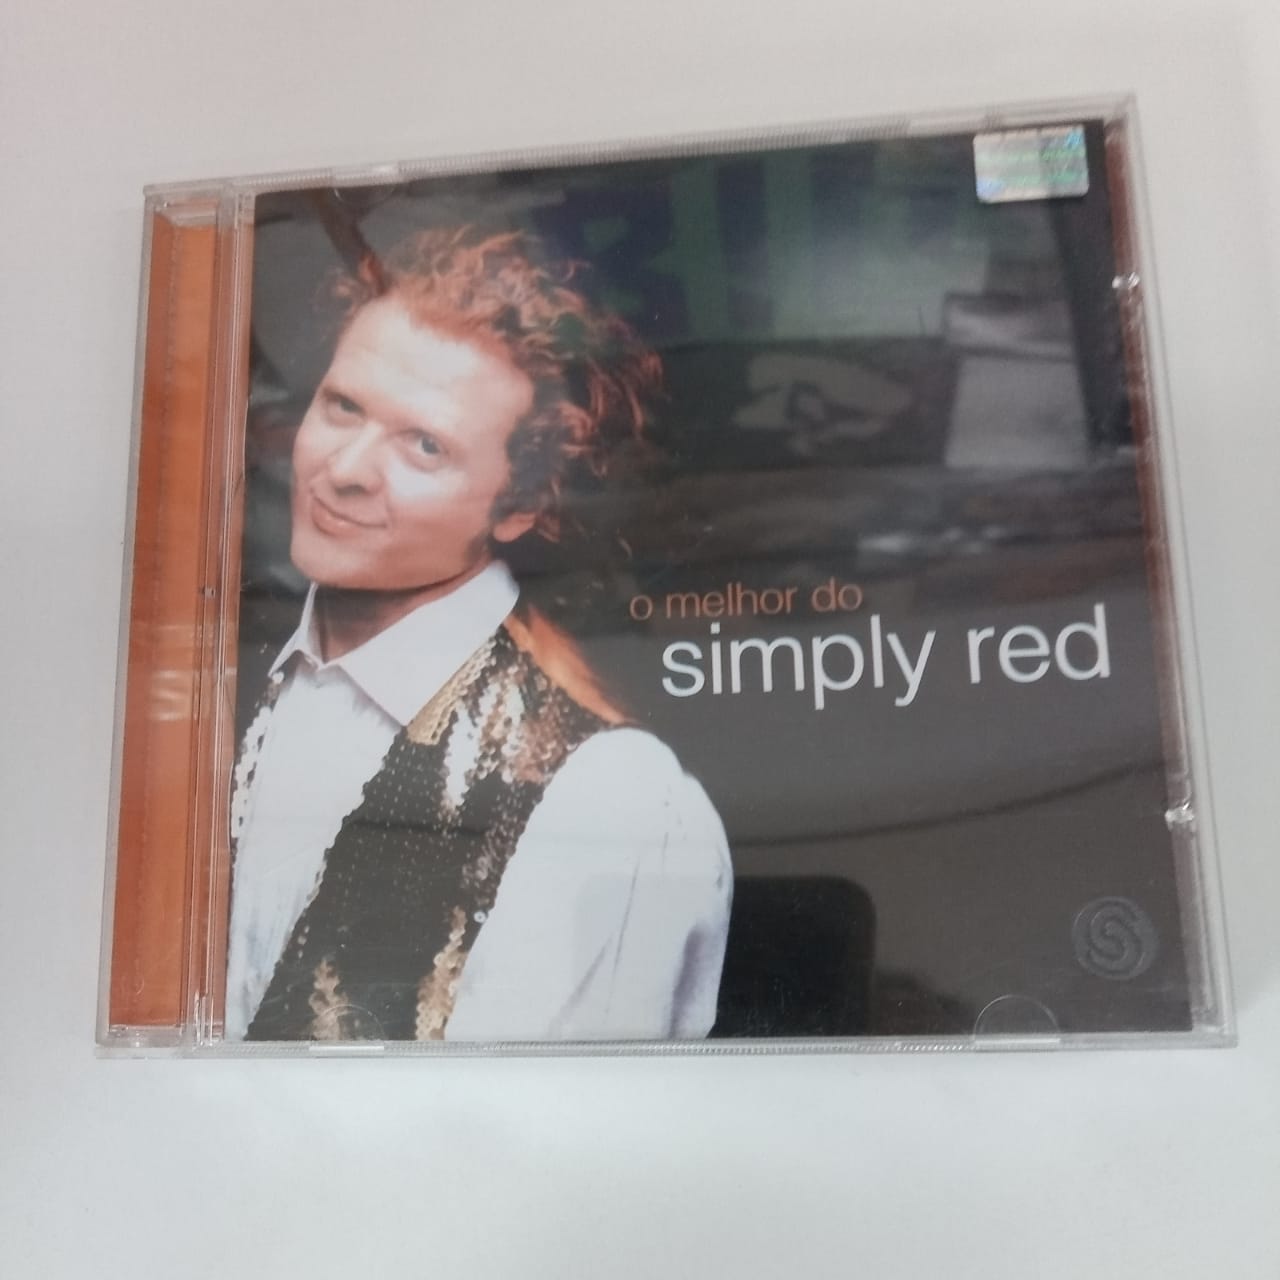 o melhor do
simply red
S